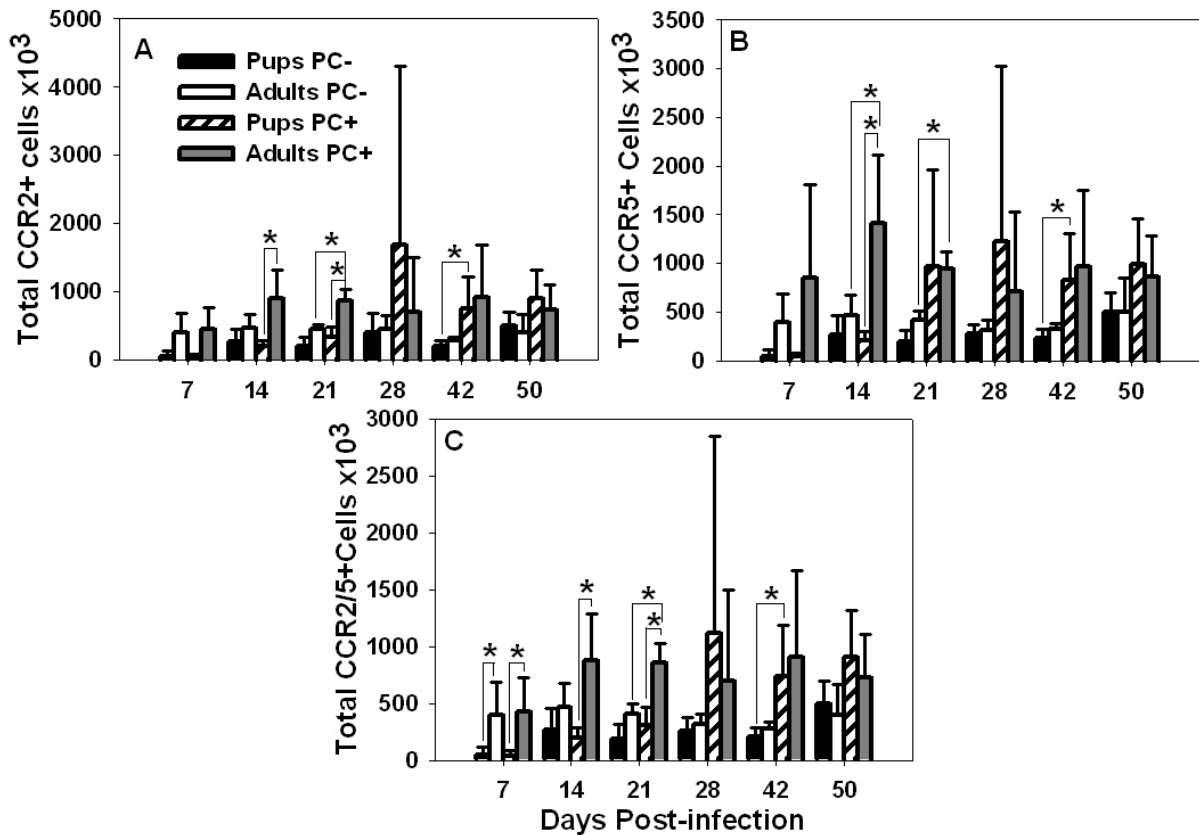 A
Pups PC-
Adults PC-
Pups PC+
Adults PC+
Total CCR2+ cells x10³
5000
4000
3000
2000
1000
0
* * * *
7 14 21 28 42 50
B
Total CCR5+ Cells x10³
3500
3000
2500
2000
1500
1000
500
0
* * * *
7 14 21 28 42 50
C
Total CCR2/5+Cells x10³
3000
2500
2000
1500
1000
500
0
* * * * * *
7 14 21 28 42 50
Days Post-infection